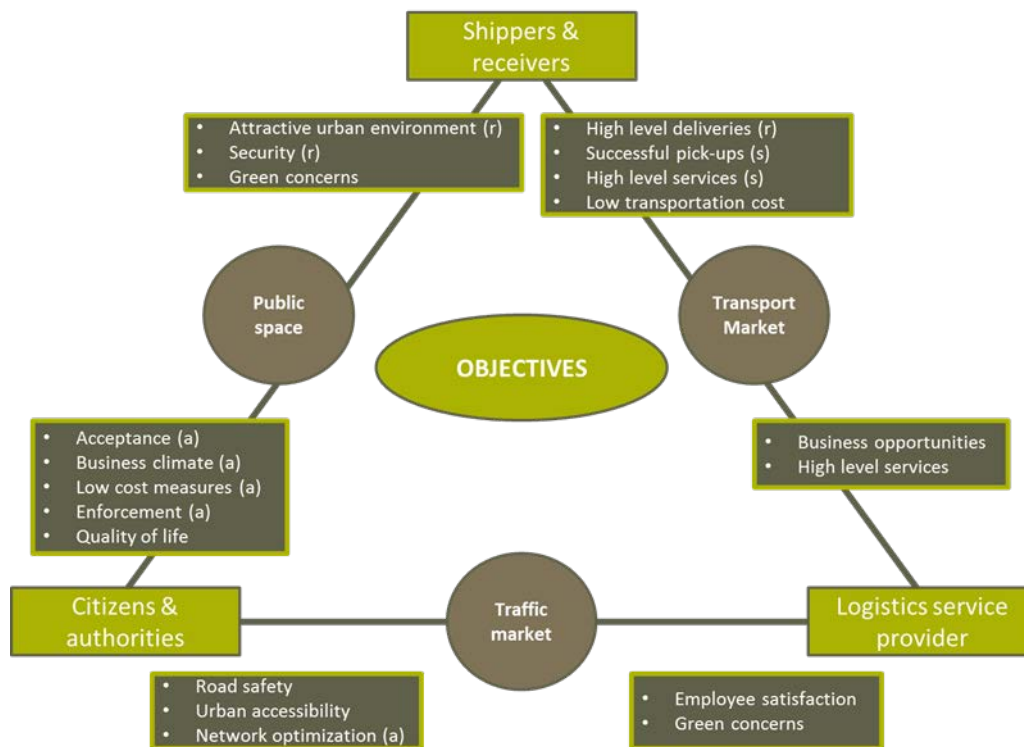 Shippers &
receivers
• Attractive urban environment (r)
• Security (r)
• Green concerns
• High level deliveries (r)
• Successful pick-ups (s)
• High level services (s)
• Low transportation cost
Public
space
Transport
Market
OBJECTIVES
• Acceptance (a)
• Business climate (a)
• Low cost measures (a)
• Enforcement (a)
• Quality of life
• Business opportunities
• High level services
Citizens &
authorities
Traffic
market
Logistics service
provider
• Road safety
• Urban accessibility
• Network optimization (a)
• Employee satisfaction
• Green concerns